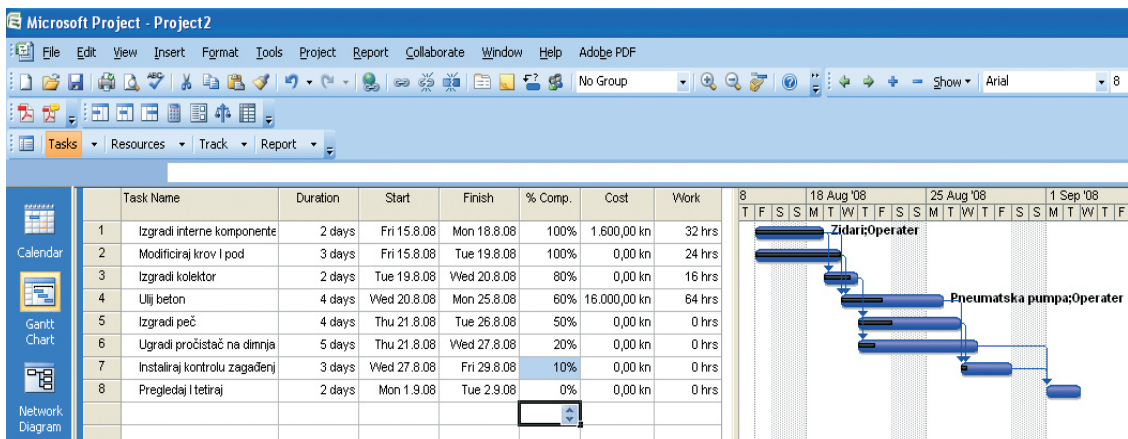 Microsoft Project - Project2
File Edit View Insert Format Tools Project Report Collaborate Window Help Adobe PDF
No Group Show Arial 8
Tasks Resources Track Report
Task Name Duration Start Finish % Comp. Cost Work 8 18 Aug '08 25 Aug '08 1 Sep '08
T F S S M T W T F S S M T W T F S S M T W T F
1 Izgradi interne komponente 2 days Fri 15.8.08 Mon 18.8.08 100% 1.600,00 kn 32 hrs Zidari;Operater
Calendar 2 Modificiraj krov I pod 3 days Fri 15.8.08 Tue 19.8.08 100% 0,00 kn 24 hrs
3 Izgradi kolektor 2 days Tue 19.8.08 Wed 20.8.08 80% 0,00 kn 16 hrs
4 Ulij beton 4 days Wed 20.8.08 Mon 25.8.08 60% 16.000,00 kn 64 hrs Pneumatska pumpa;Operater
Gantt Chart 5 Izgradi peč 4 days Thu 21.8.08 Tue 26.8.08 50% 0,00 kn 0 hrs
6 Ugradi pročistač na dimnja 5 days Thu 21.8.08 Wed 27.8.08 20% 0,00 kn 0 hrs
7 Instaliraj kontrolu zagađenj 3 days Wed 27.8.08 Fri 29.8.08 10% 0,00 kn 0 hrs
8 Pregledaj I tetiraj 2 days Mon 1.9.08 Tue 2.9.08 0% 0,00 kn 0 hrs
Network Diagram